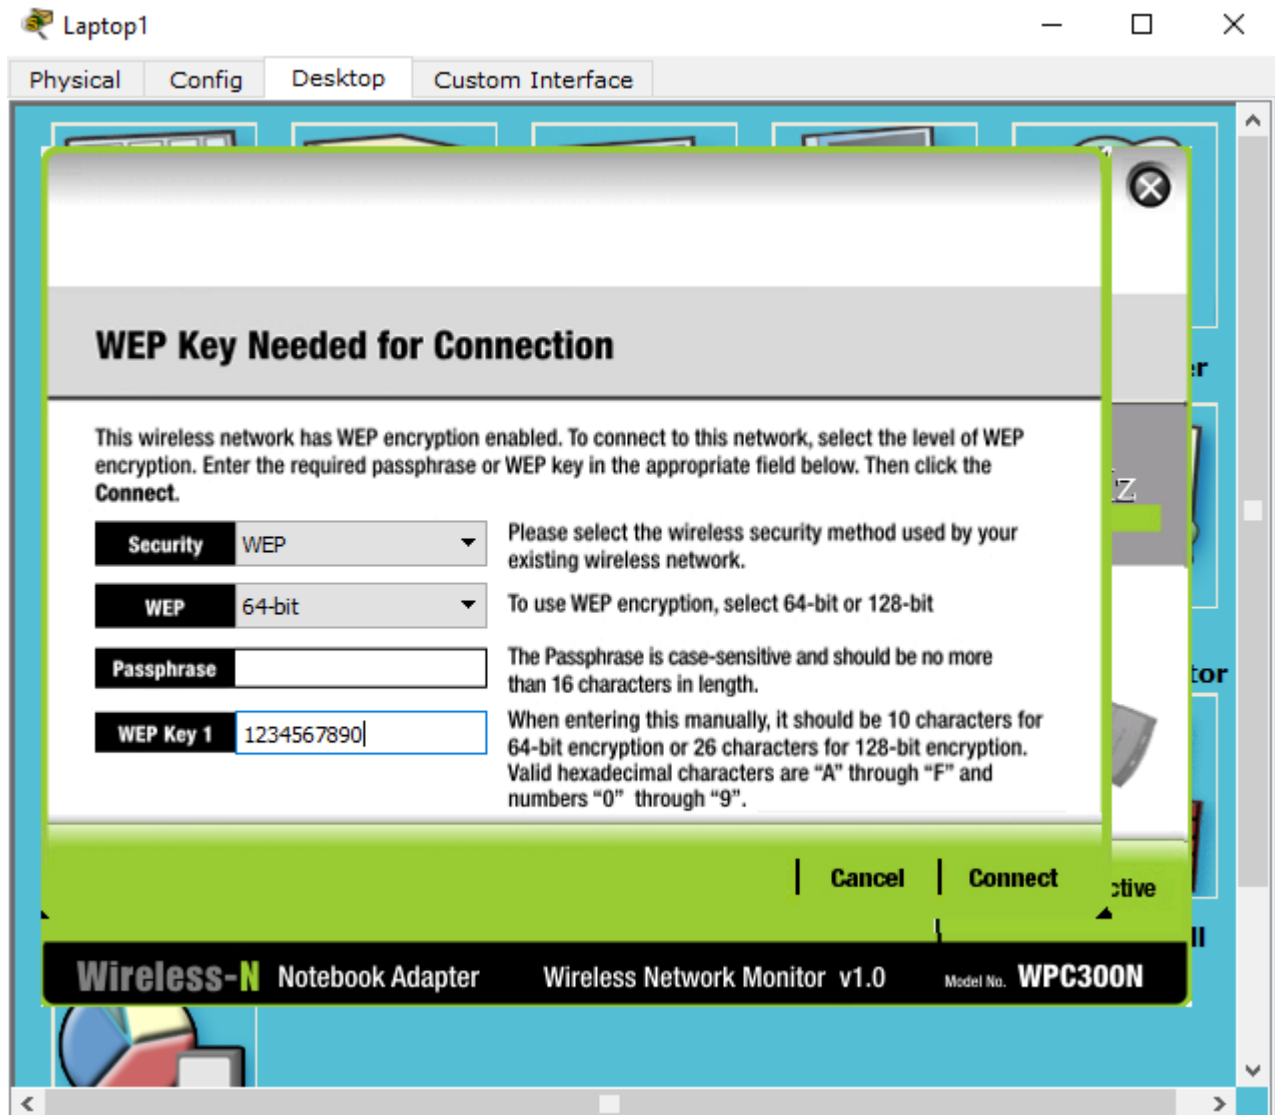 Laptop1
Physical Config Desktop Custom Interface
WEP Key Needed for Connection
This wireless network has WEP encryption enabled. To connect to this network, select the level of WEP
encryption. Enter the required passphrase or WEP key in the appropriate field below. Then click the
Connect.
Security WEP
Please select the wireless security method used by your
existing wireless network.
WEP 64-bit
To use WEP encryption, select 64-bit or 128-bit
Passphrase
The Passphrase is case-sensitive and should be no more
than 16 characters in length.
WEP Key 1 1234567890
When entering this manually, it should be 10 characters for
64-bit encryption or 26 characters for 128-bit encryption.
Valid hexadecimal characters are “A” through “F” and
numbers “0” through “9”.
Cancel Connect
Wireless-N Notebook Adapter Wireless Network Monitor v1.0 Model No. WPC300N